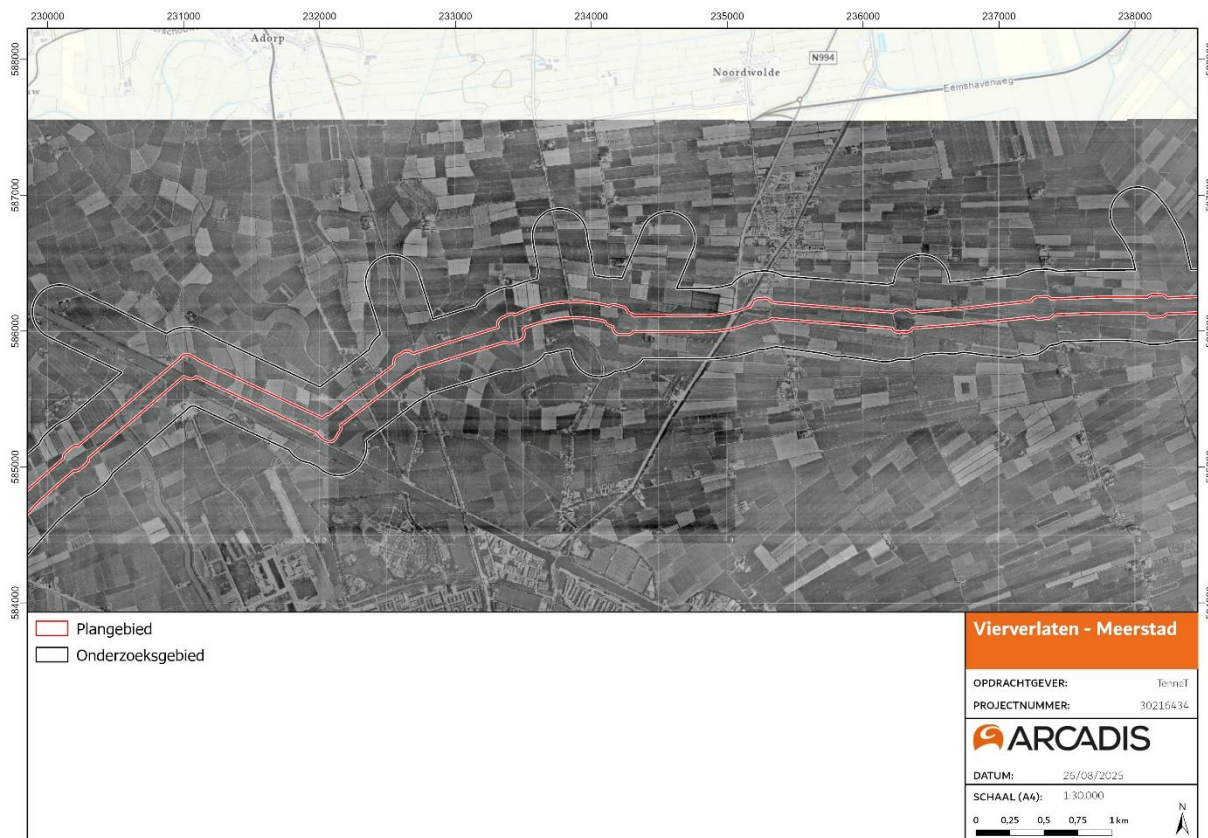 230000 231000 232000 233000 234000 235000 236000 237000 238000
588000
588000
Adorp
N994
Noordwolde
Eemshavenweg
587000
586000
585000
584000
Plangebied
Onderzoeksgebied
Vierverlaten - Meerstad
OPDRACHTGEVER: TenneT
PROJECTNUMMER: 30216434
ARCADIS
DATUM: 26/08/2025
SCHAAL (A4): 1:30.000
N
0 0,25 0,5 0,75 1 km